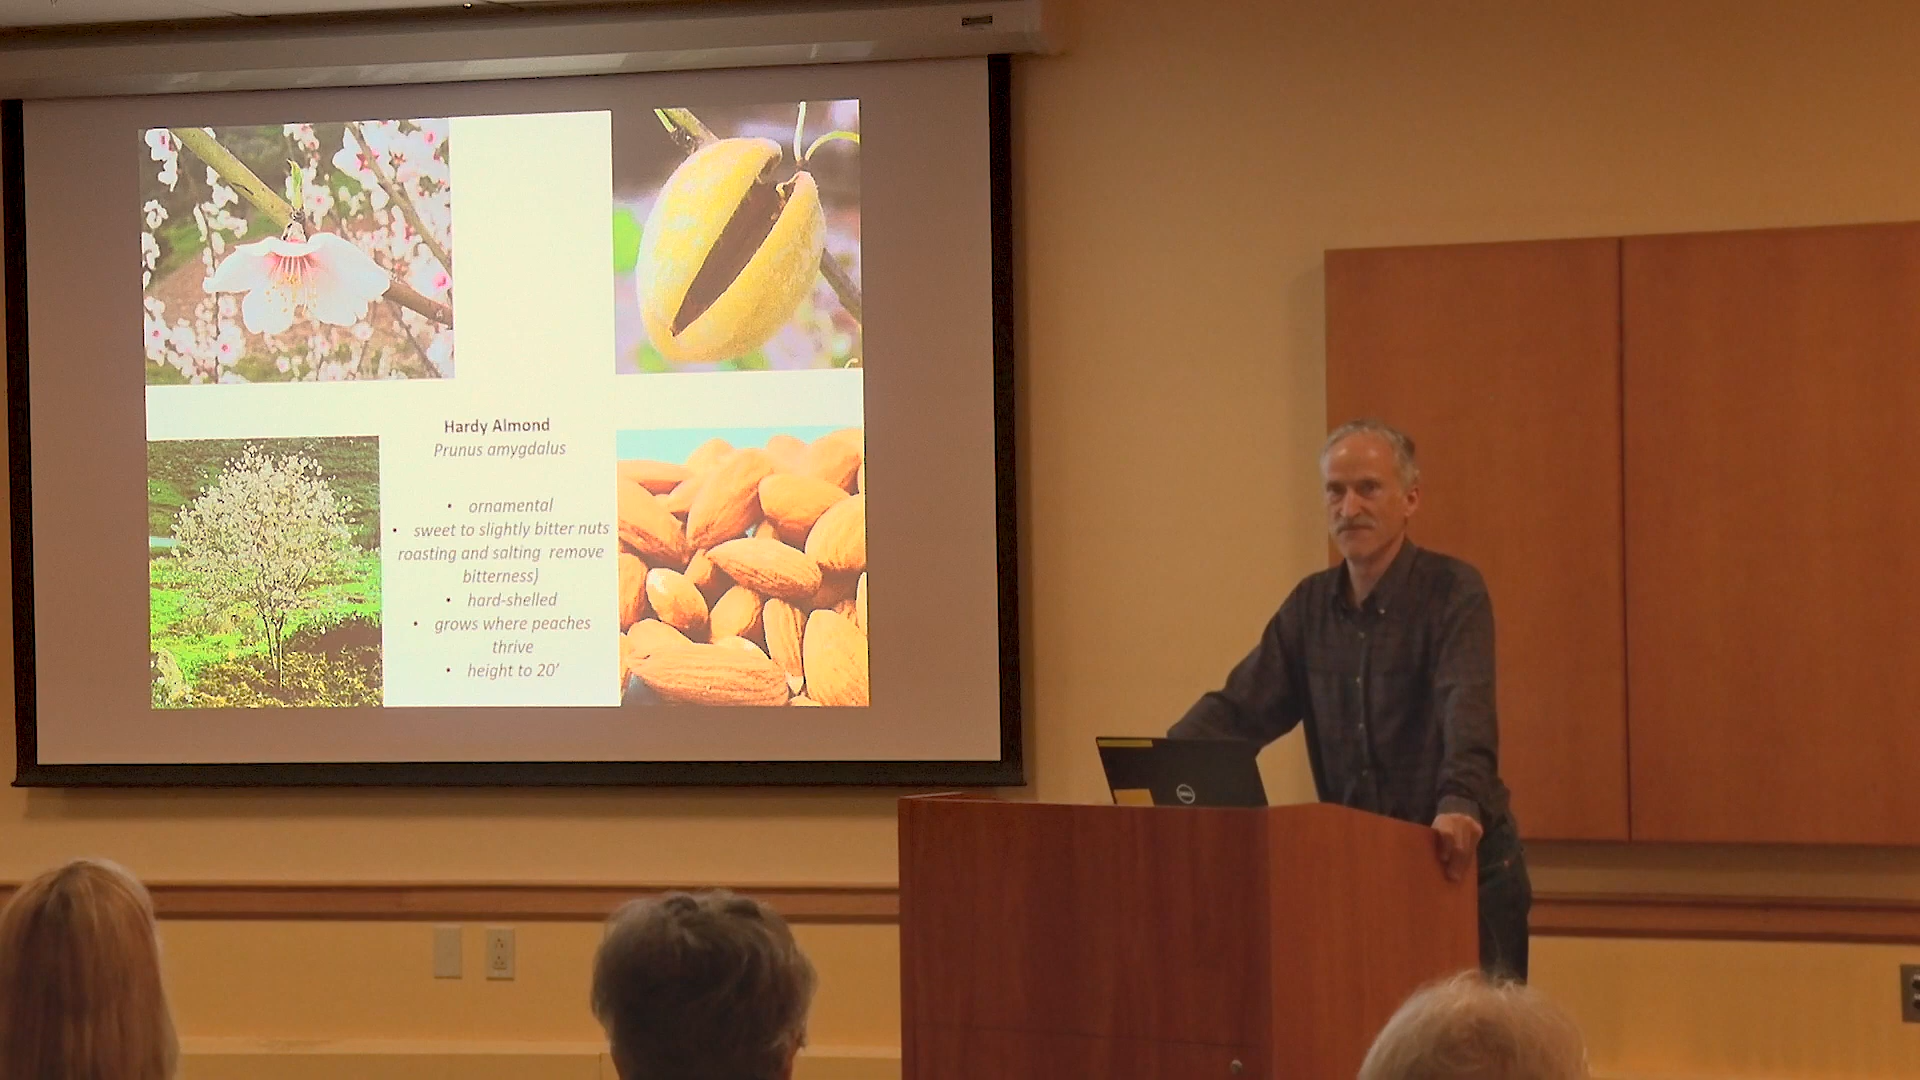 Hardy Almond
Prunus amygdalus
• ornamental
• sweet to slightly bitter nuts
roasting and salting remove
bitterness)
• hard-shelled
• grows where peaches
thrive
• height to 20'
DELL